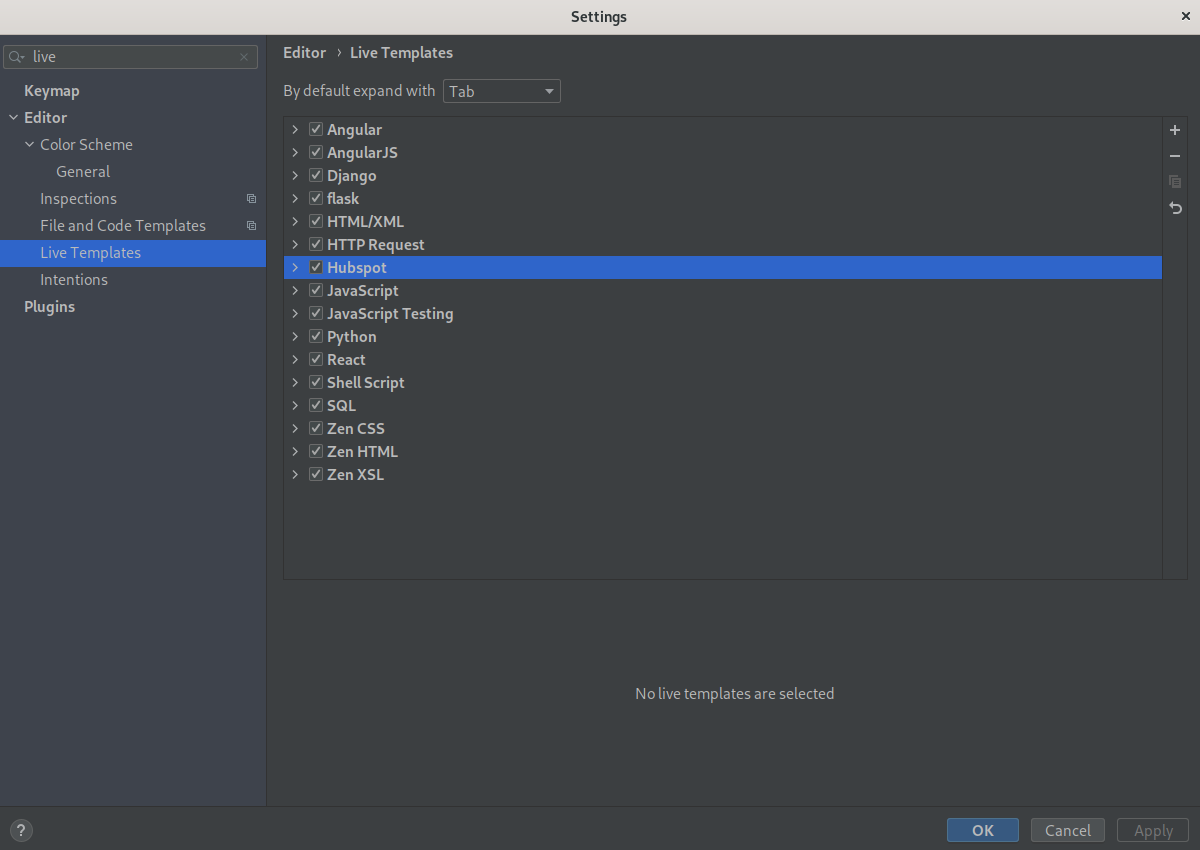 Settings
live
Keymap
Editor
Color Scheme
General
Inspections
File and Code Templates
Live Templates
Intentions
Plugins
Editor › Live Templates
By default expand with Tab
Angular
AngularJS
Django
flask
HTML/XML
HTTP Request
Hubspot
JavaScript
JavaScript Testing
Python
React
Shell Script
SQL
Zen CSS
Zen HTML
Zen XSL
No live templates are selected
?
OK
Cancel
Apply